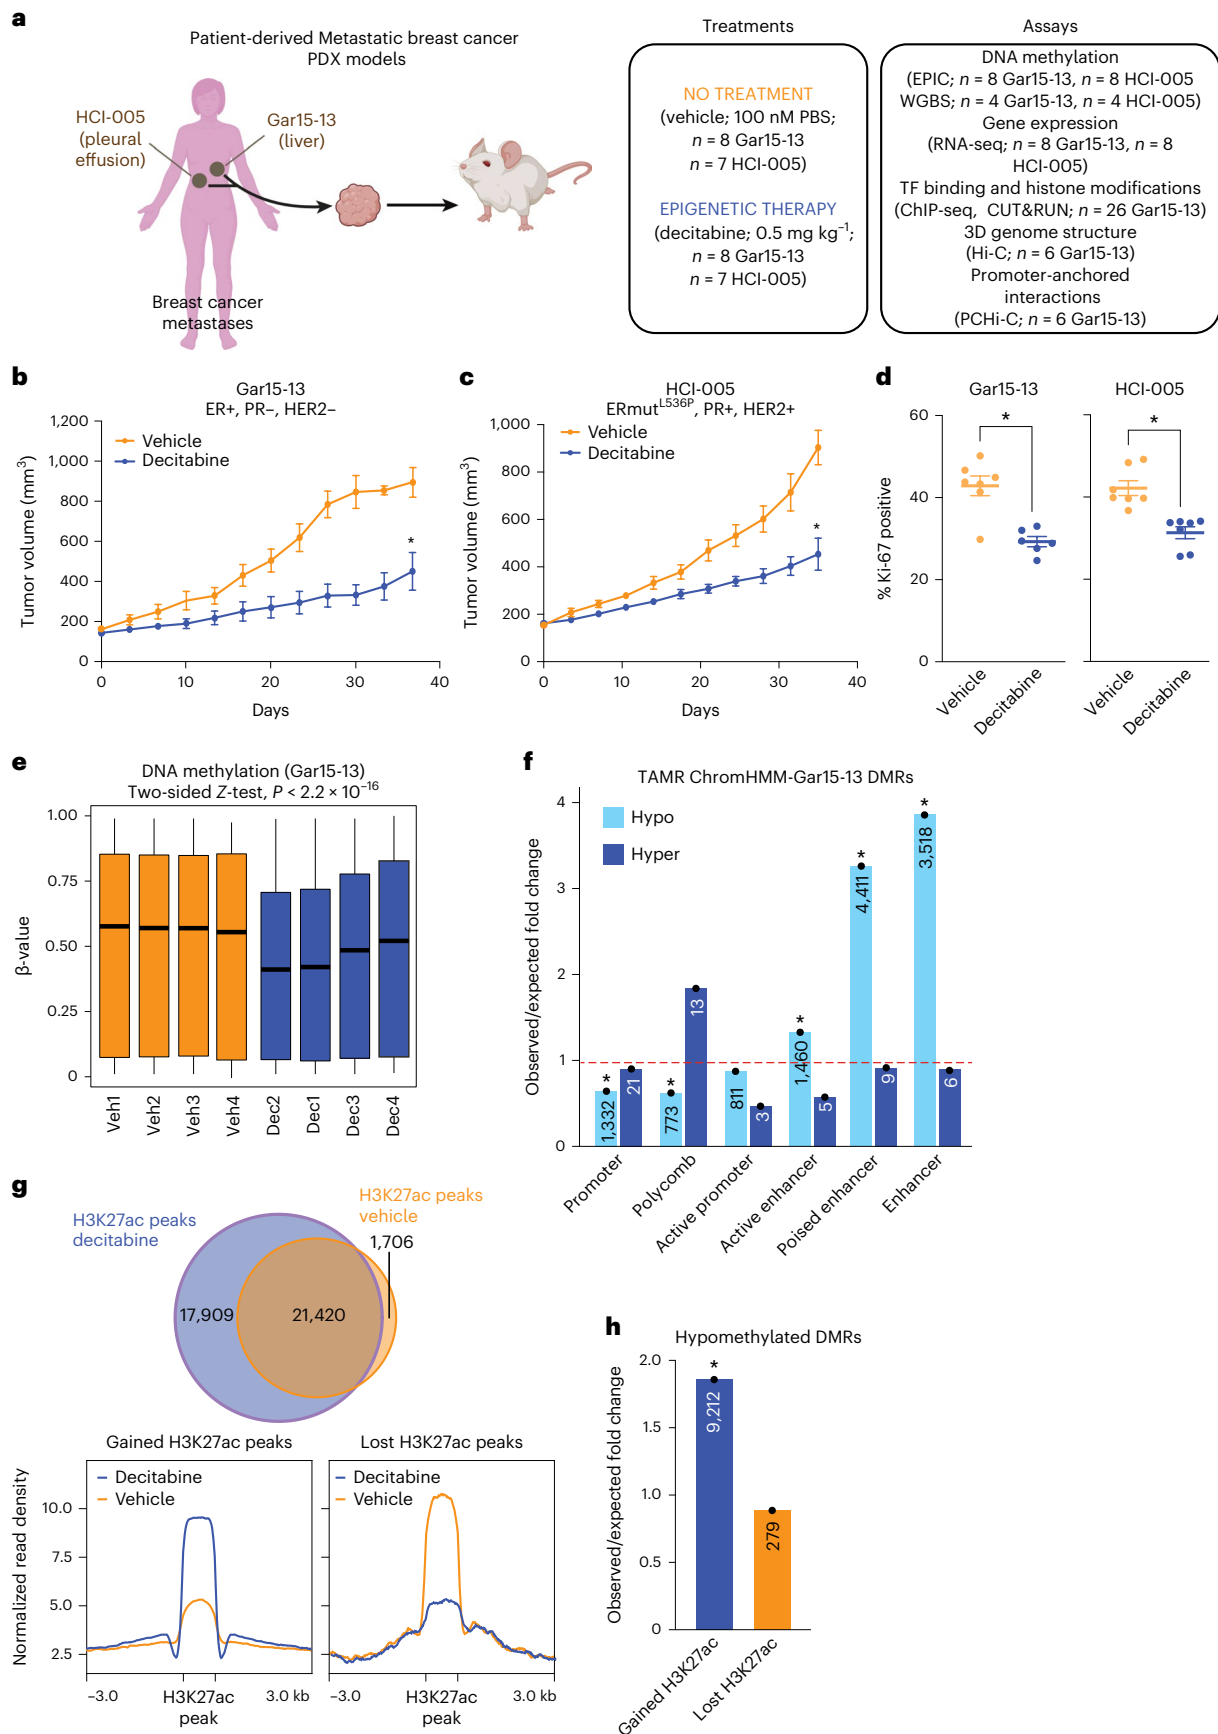 a
Patient-derived Metastatic breast cancer
PDX models
HCI-005
(pleural
effusion)
Gar15-13
(liver)
Breast cancer
metastases
Treatments
NO TREATMENT
(vehicle; 100 nM PBS;
n = 8 Gar15-13
n = 7 HCI-005)
EPIGENETIC THERAPY
(decitabine; 0.5 mg kg⁻¹;
n = 8 Gar15-13
n = 7 HCI-005)
Assays
DNA methylation
(EPIC; n = 8 Gar15-13, n = 8 HCI-005
WGBS; n = 4 Gar15-13, n = 4 HCI-005)
Gene expression
(RNA-seq; n = 8 Gar15-13, n = 8
HCI-005)
TF binding and histone modifications
(ChIP-seq, CUT&RUN; n = 26 Gar15-13)
3D genome structure
(Hi-C; n = 6 Gar15-13)
Promoter-anchored
interactions
(PCHi-C; n = 6 Gar15-13)
b
Gar15-13
ER+, PR−, HER2−
Vehicle
Decitabine
Tumor volume (mm³)
1,200
1,000
800
600
400
200
0
*
0 10 20 30 40
Days
c
HCI-005
ERmut^L536P, PR+, HER2+
Vehicle
Decitabine
Tumor volume (mm³)
1,000
800
600
400
200
0
*
0 10 20 30 40
Days
d
Gar15-13
HCI-005
% Ki-67 positive
60
40
20
0
*
*
Vehicle
Decitabine
Vehicle
Decitabine
e
DNA methylation (Gar15-13)
Two-sided Z-test, P < 2.2 × 10⁻¹⁶
β-value
1.00
0.75
0.50
0.25
0
Veh1
Veh2
Veh3
Veh4
Dec2
Dec1
Dec3
Dec4
f
TAMR ChromHMM-Gar15-13 DMRs
Hypo
Hyper
Observed/expected fold change
4
3
2
1
0
*
1,332
21
*
773
13
811
3
*
1,460
5
*
4,411
9
*
3,518
6
Promoter
Polycomb
Active promoter
Active enhancer
Poised enhancer
Enhancer
g
H3K27ac peaks
decitabine
H3K27ac peaks
vehicle
1,706
17,909
21,420
Gained H3K27ac peaks
Decitabine
Vehicle
Normalized read density
10.0
7.5
5.0
2.5
−3.0
H3K27ac
peak
3.0 kb
Lost H3K27ac peaks
Decitabine
Vehicle
−3.0
H3K27ac
peak
3.0 kb
h
Hypomethylated DMRs
Observed/expected fold change
2.0
1.5
1.0
0.5
0
*
9,212
279
Gained H3K27ac
Lost H3K27ac